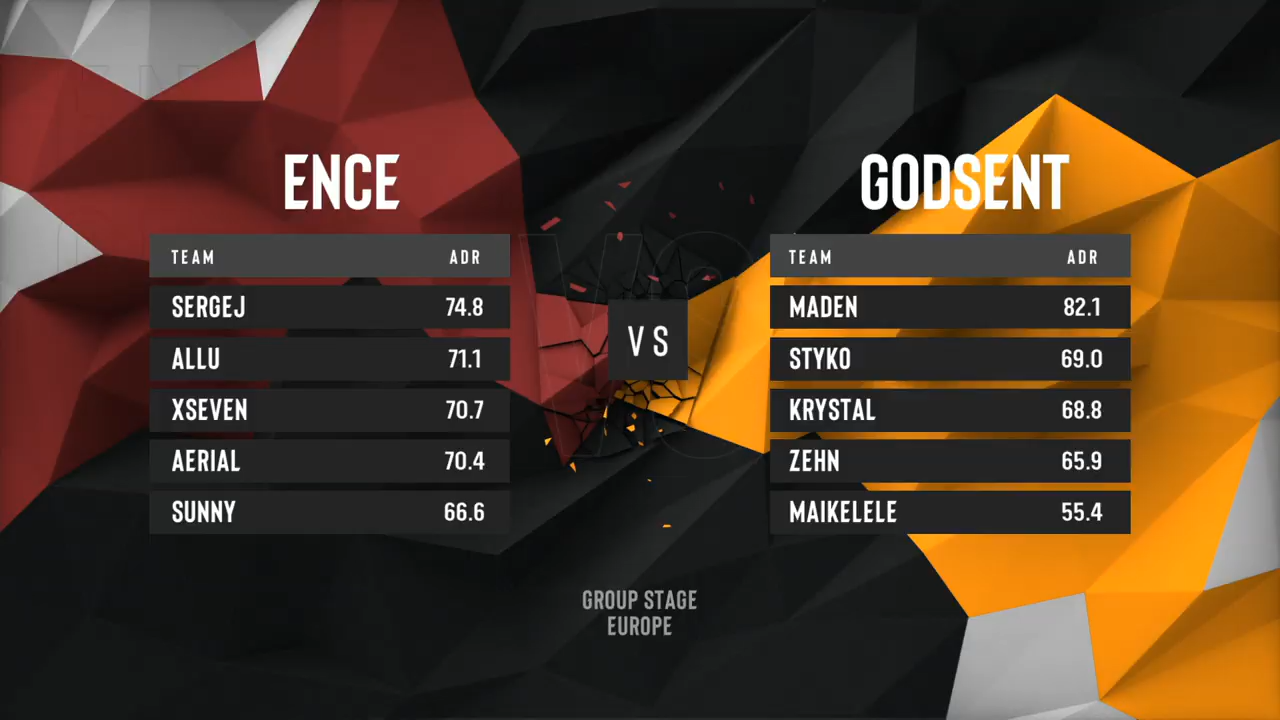 ENCE
TEAM ADR
SERGEJ 74.8
ALLU 71.1
XSEVEN 70.7
AERIAL 70.4
SUNNY 66.6
VS
GODSENT
TEAM ADR
MADEN 82.1
STYKO 69.0
KRYSTAL 68.8
ZEHN 65.9
MAIKELELE 55.4
GROUP STAGE
EUROPE